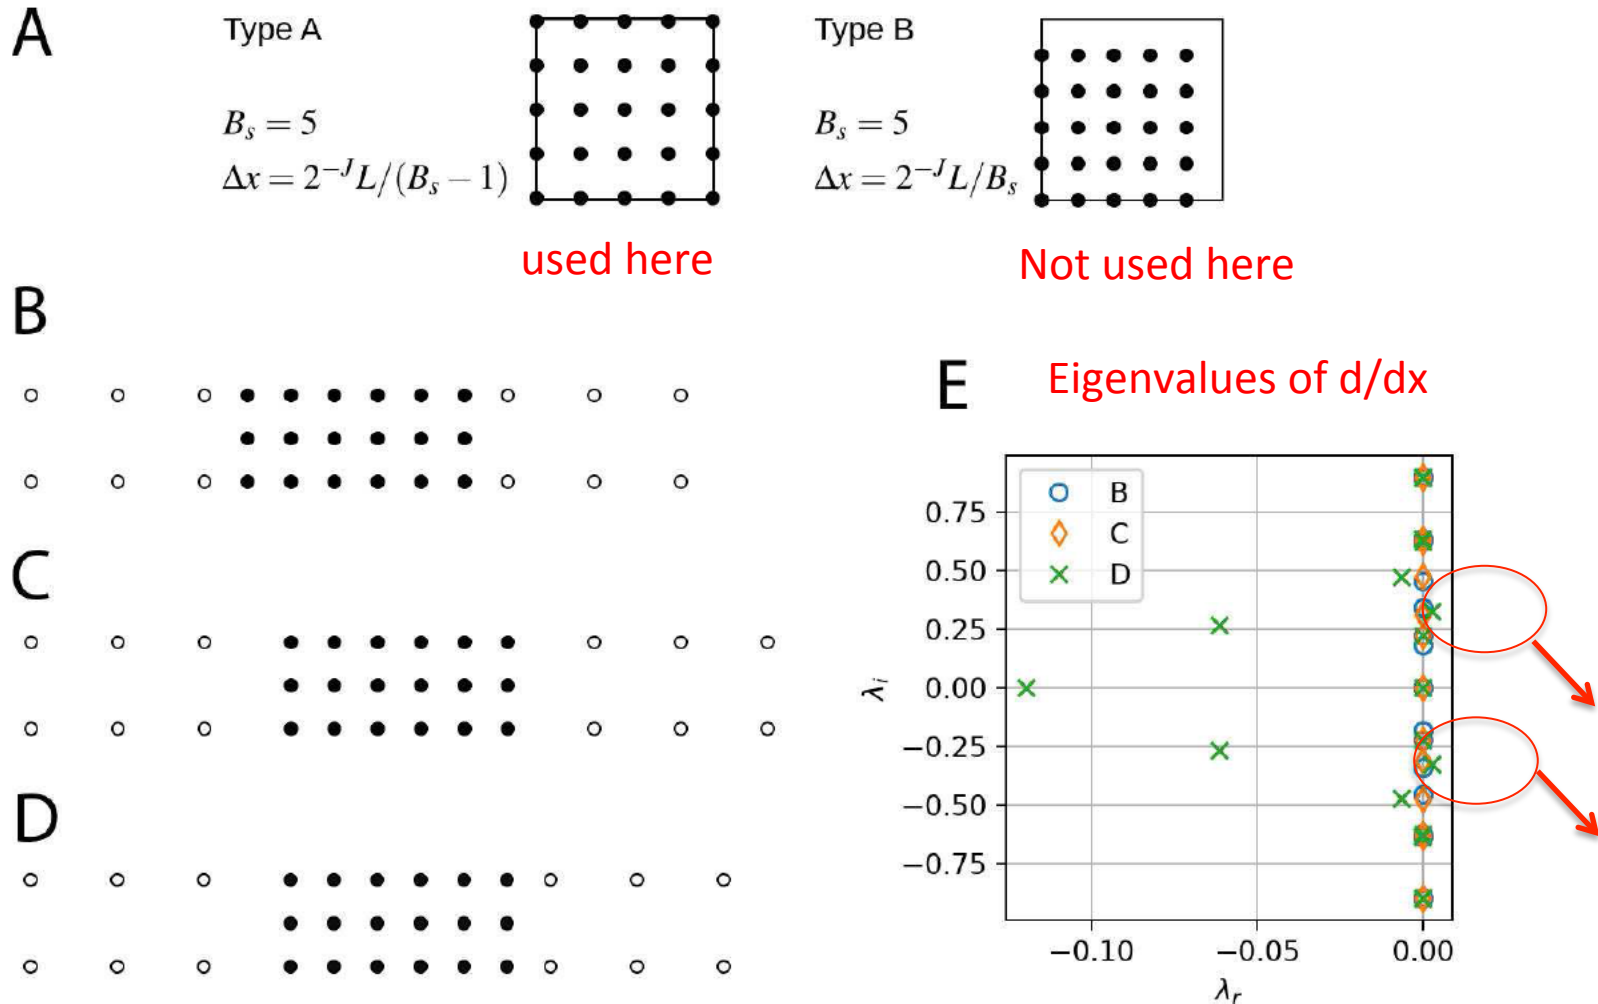 A
Type A
B_s = 5
Δx = 2^{-J}L/(B_s − 1)
used here
Type B
B_s = 5
Δx = 2^{-J}L/B_s
Not used here
B
C
D
E
Eigenvalues of d/dx
B
C
D
0.75
0.50
0.25
0.00
−0.25
−0.50
−0.75
λ_i
−0.10
−0.05
0.00
λ_r